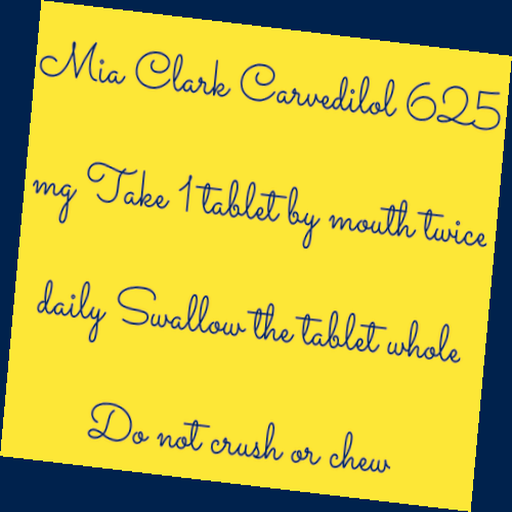 Mia Clark Carvedilol 625
mg Take 1 tablet by mouth twice
daily Swallow the tablet whole
Do not crush or chew